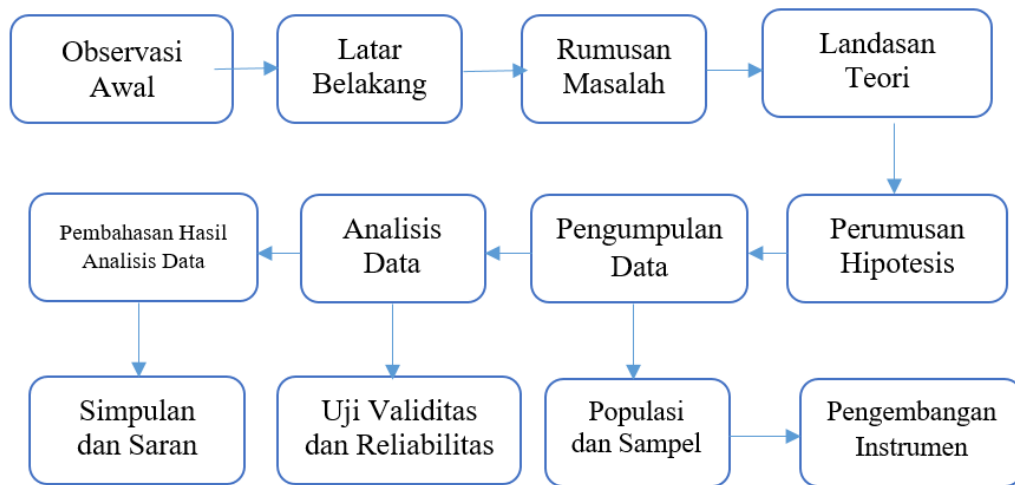 Observasi
Awal
Latar
Belakang
Rumusan
Masalah
Landasan
Teori
Pembahasan Hasil
Analisis Data
Analisis
Data
Pengumpulan
Data
Perumusan
Hipotesis
Simpulan
dan Saran
Uji Validitas
dan Reliabilitas
Populasi
dan Sampel
Pengembangan
Instrumen